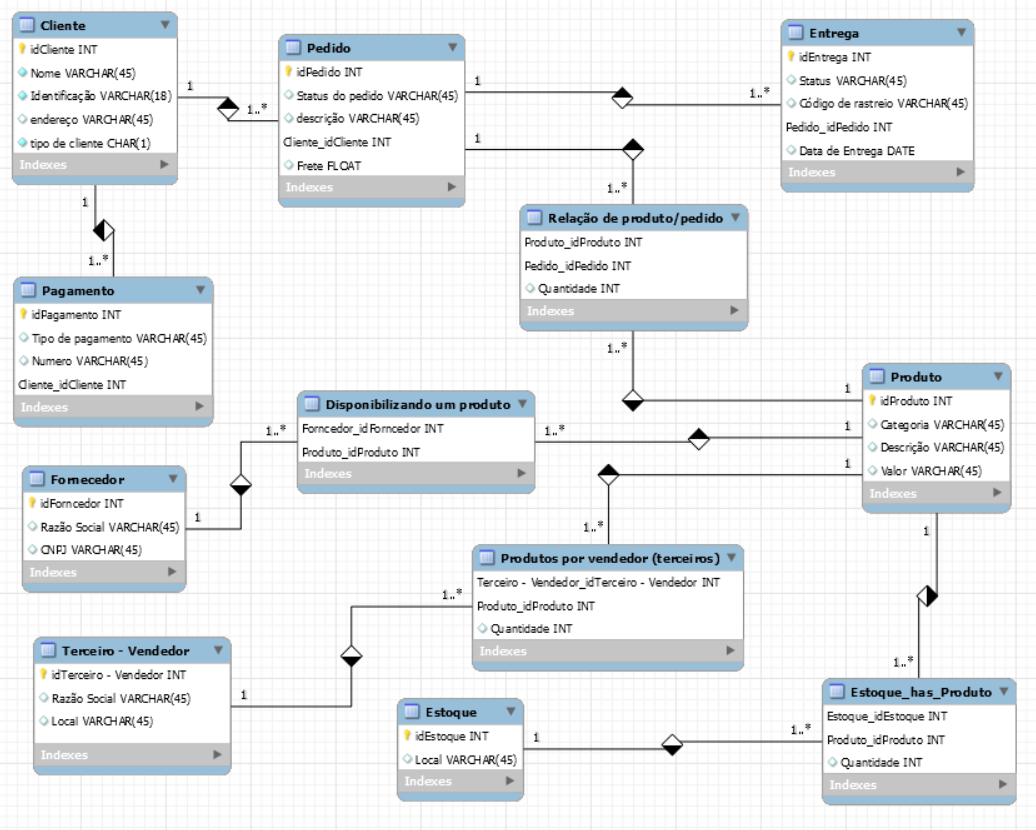 Cliente
idCliente INT
Nome VARCHAR(45)
Identificação VARCHAR(18)
endereço VARCHAR(45)
tipo de cliente CHAR(1)
Indexes
1
1..*
Pedido
idPedido INT
Status do pedido VARCHAR(45)
descrição VARCHAR(45)
Cliente_idCliente INT
Frete FLOAT
Indexes
1
1..*
Entrega
idEntrega INT
Status VARCHAR(45)
Código de rastreio VARCHAR(45)
Pedido_idPedido INT
Data de Entrega DATE
Indexes
1
1..*
Relação de produto/pedido
Produto_idProduto INT
Pedido_idPedido INT
Quantidade INT
Indexes
1
1..*
Pagamento
idPagamento INT
Tipo de pagamento VARCHAR(45)
Numero VARCHAR(45)
Cliente_idCliente INT
Indexes
1..*
1
Produto
idProduto INT
Categoria VARCHAR(45)
Descrição VARCHAR(45)
Valor VARCHAR(45)
Indexes
Disponibilizando um produto
Forncedor_idForncedor INT
Produto_idProduto INT
Indexes
1..*
1..*
1
1
Fornecedor
idForncedor INT
Razão Social VARCHAR(45)
CNPJ VARCHAR(45)
Indexes
1
1..*
Produtos por vendedor (terceiros)
Terceiro - Vendedor_idTerceiro - Vendedor INT
Produto_idProduto INT
Quantidade INT
Indexes
1
1..*
Terceiro - Vendedor
idTerceiro - Vendedor INT
Razão Social VARCHAR(45)
Local VARCHAR(45)
Indexes
1
1..*
Estoque
idEstoque INT
Local VARCHAR(45)
Indexes
1
1..*
Estoque_has_Produto
Estoque_idEstoque INT
Produto_idProduto INT
Quantidade INT
Indexes